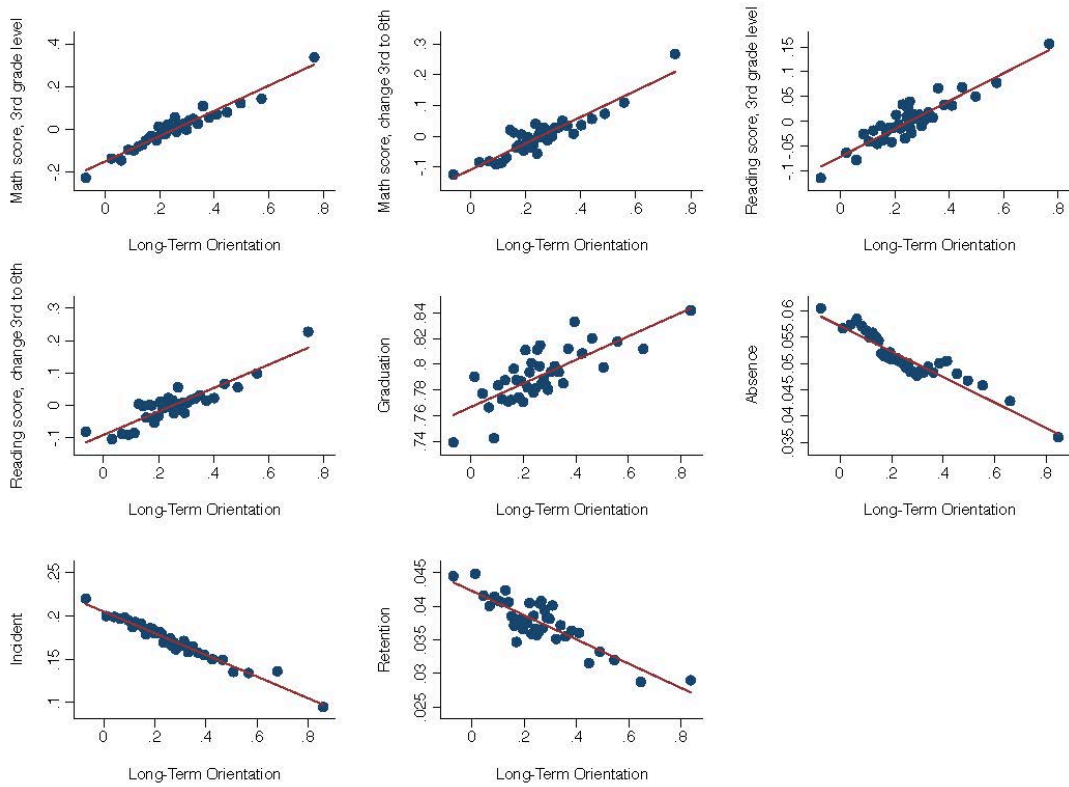 Math score, 3rd grade level
.4
.2
0
-.2
0 .2 .4 .6 .8
Long-Term Orientation
Math score, change 3rd to 8th
.3
.2
.1
0
-.1
0 .2 .4 .6 .8
Long-Term Orientation
Reading score, 3rd grade level
-.1 -.05 0 .05 .1 .15
0 .2 .4 .6 .8
Long-Term Orientation
Reading score, change 3rd to 8th
.3
.2
.1
0
-.1
0 .2 .4 .6 .8
Long-Term Orientation
Graduation
.74 .76 .78 .8 .82 .84
0 .2 .4 .6 .8
Long-Term Orientation
Absence
.035 .04 .045 .05 .055 .06
0 .2 .4 .6 .8
Long-Term Orientation
Incident
.25
.2
.15
.1
0 .2 .4 .6 .8
Long-Term Orientation
Retention
.025 .03 .035 .04 .045
0 .2 .4 .6 .8
Long-Term Orientation